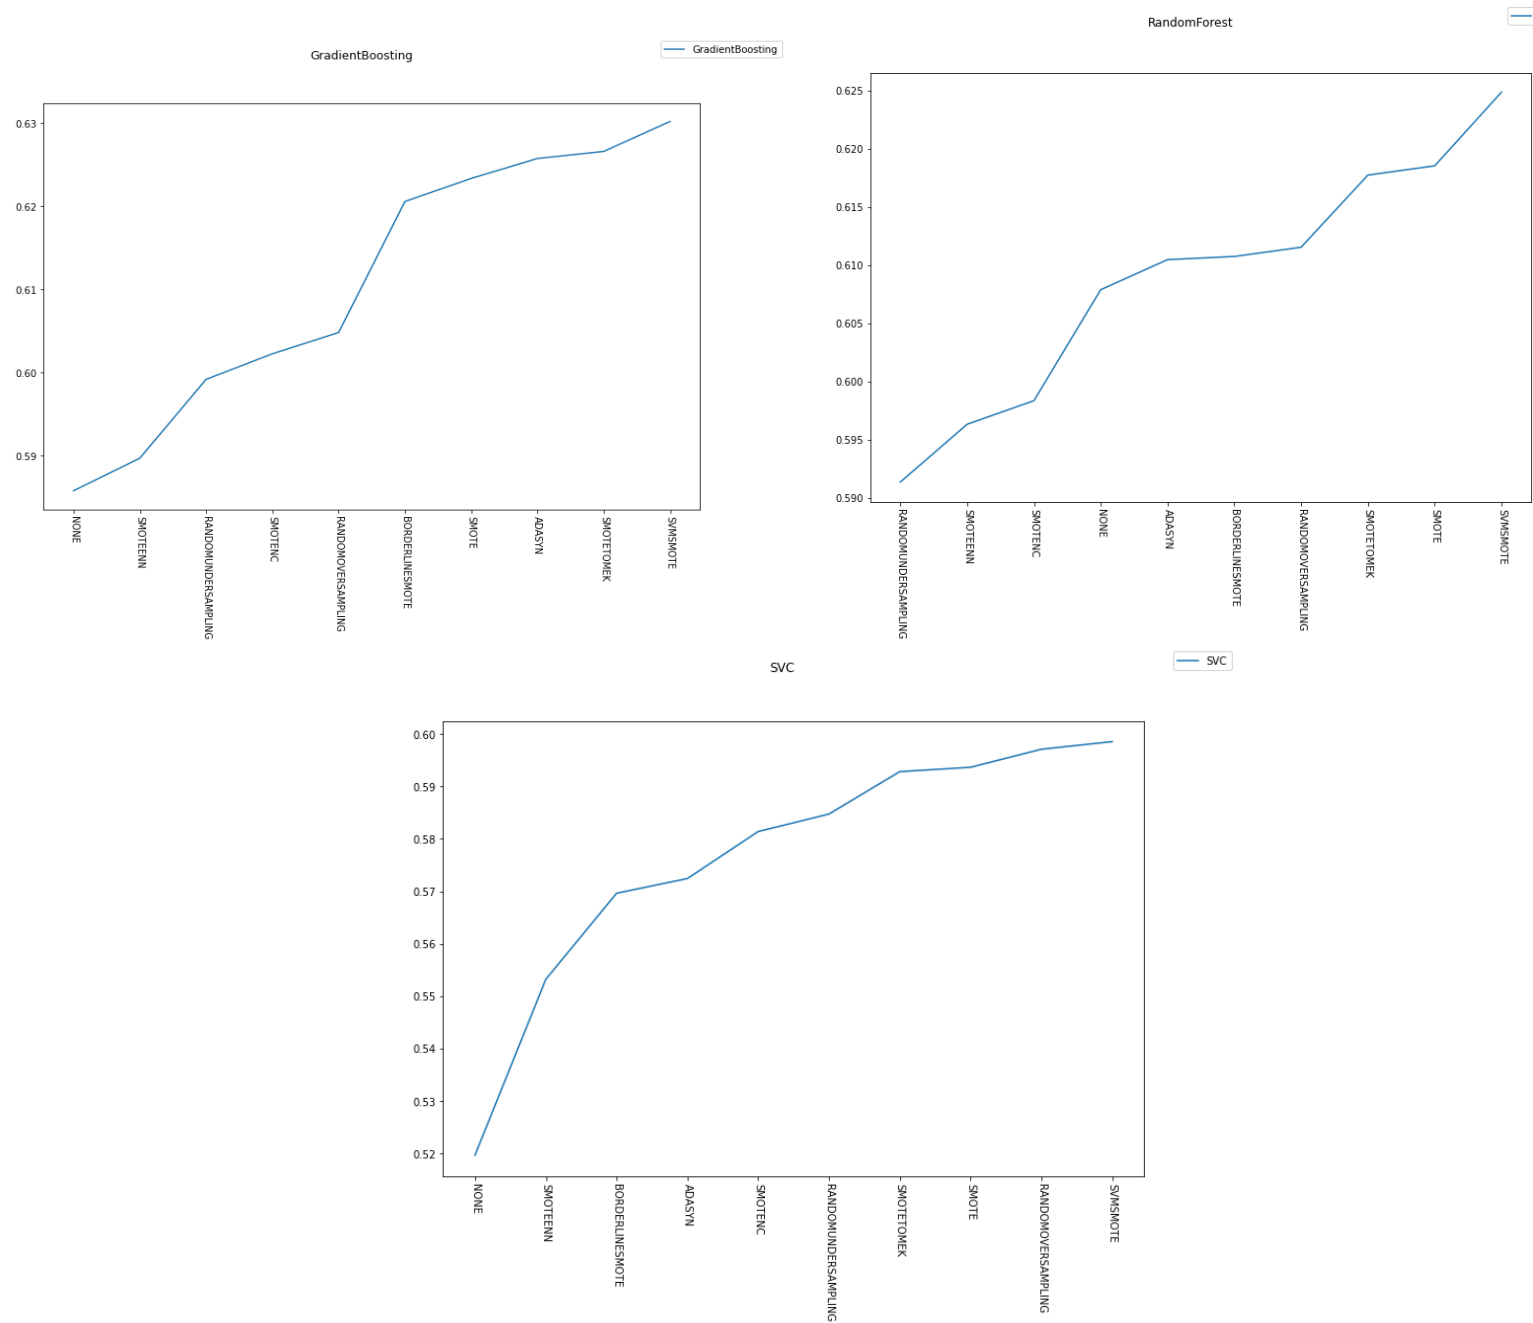 GradientBoosting
GradientBoosting
0.63
0.62
0.61
0.60
0.59
NONE
SMOTEENN
RANDOMUNDERSAMPLING
SMOTENC
RANDOMOVERSAMPLING
BORDERLINESMOTE
SMOTE
ADASYN
SMOTETOMEK
SVMSMOTE
RandomForest
0.625
0.620
0.615
0.610
0.605
0.600
0.595
0.590
RANDOMUNDERSAMPLING
SMOTEENN
SMOTENC
NONE
ADASYN
BORDERLINESMOTE
RANDOMOVERSAMPLING
SMOTETOMEK
SMOTE
SVMSMOTE
SVC
SVC
0.60
0.59
0.58
0.57
0.56
0.55
0.54
0.53
0.52
NONE
SMOTEENN
BORDERLINESMOTE
ADASYN
SMOTENC
RANDOMUNDERSAMPLING
SMOTETOMEK
SMOTE
RANDOMOVERSAMPLING
SVMSMOTE